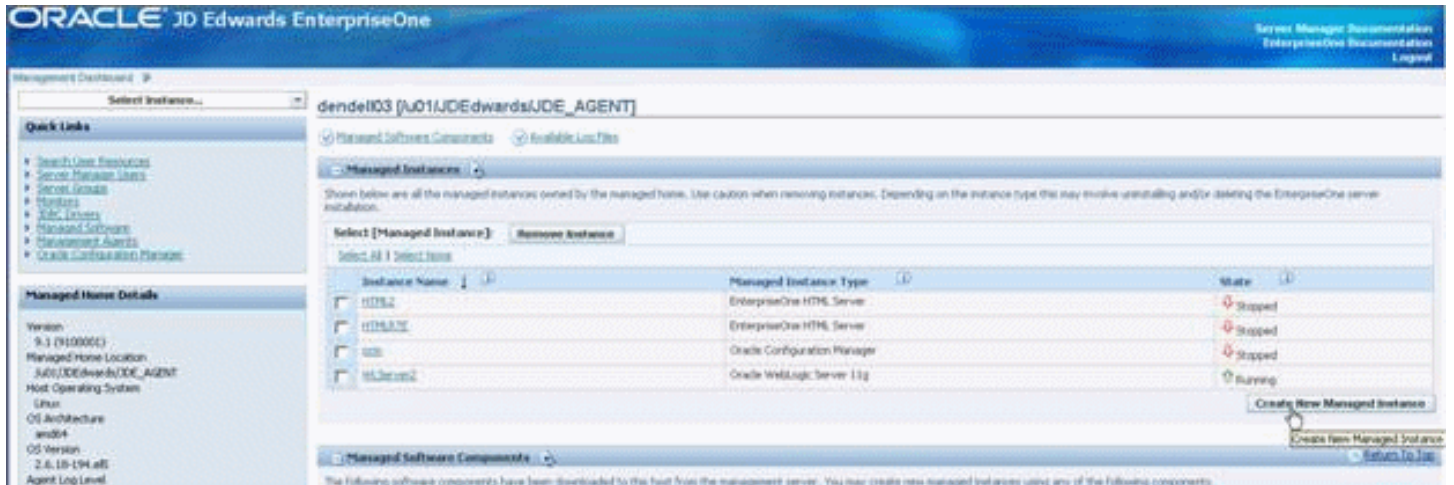 ORACLE JD Edwards EnterpriseOne
Server Manager Documentation
EnterpriseOne Documentation
Logout
Management Dashboard
Select Instance...
Quick Links
Search User Resources
Server Manager Users
Server Groups
Monitors
JDBC Drivers
Managed Software
Management Agents
Oracle Configuration Manager
Managed Home Details
Version
9.1 (9100001)
Managed Home Location
/u01/JDEdwards/JDE_AGENT
Host Operating System
Linux
OS Architecture
amd64
OS Version
2.6.18-194.el5
Agent Log Level
dendell03 [/u01/JDEdwards/JDE_AGENT]
Managed Software Components
Available Log Files
Managed Instances
Shown below are all the managed instances owned by the managed home. Use caution when removing instances. Depending on the instance type this may involve uninstalling and/or deleting the EnterpriseOne server
installation.
Select [Managed Instance]: Remove Instance
Select All | Select None
Instance Name Managed Instance Type State
HTML2 EnterpriseOne HTML Server Stopped
EnterpriseOne HTML Server Stopped
ocm Oracle Configuration Manager Stopped
WLServer2 Oracle WebLogic Server 11g Running
Create New Managed Instance
Create New Managed Instance
Return To Top
Managed Software Components
The following software components have been downloaded to this host from the management server. You may create new managed instances using any of the following components.